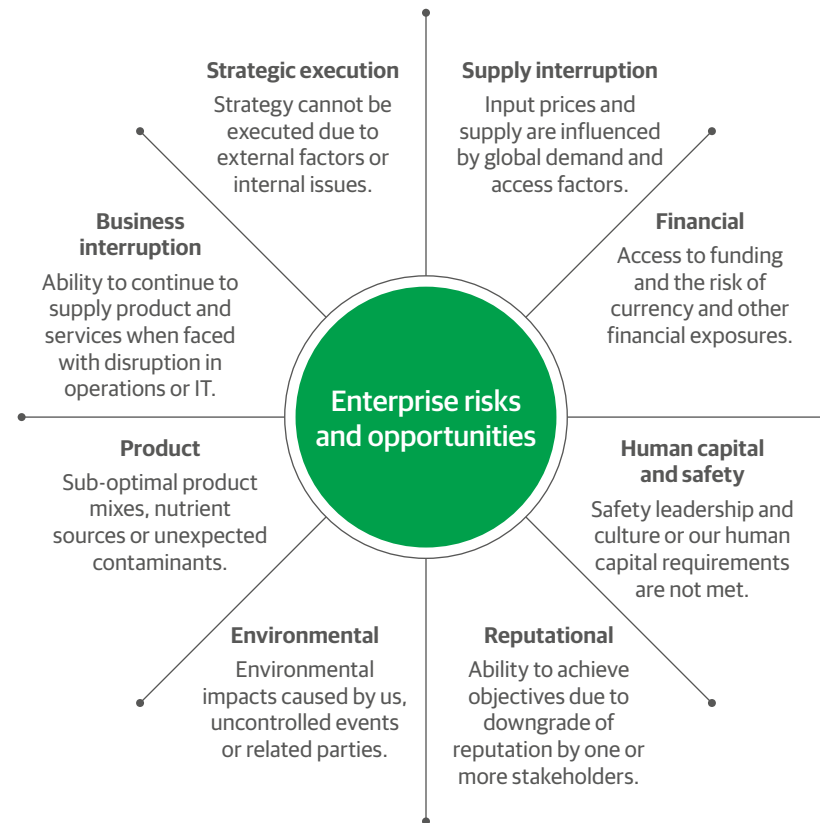 Strategic execution
Strategy cannot be
executed due to
external factors or
internal issues.
Supply interruption
Input prices and
supply are influenced
by global demand and
access factors.
Financial
Access to funding
and the risk of
currency and other
financial exposures.
Human capital
and safety
Safety leadership and
culture or our human
capital requirements
are not met.
Reputational
Ability to achieve
objectives due to
downgrade of
reputation by one or
more stakeholders.
Environmental
Environmental
impacts caused by us,
uncontrolled events
or related parties.
Product
Sub-optimal product
mixes, nutrient
sources or unexpected
contaminants.
Business
interruption
Ability to continue to
supply product and
services when faced
with disruption in
operations or IT.
Enterprise risks
and opportunities